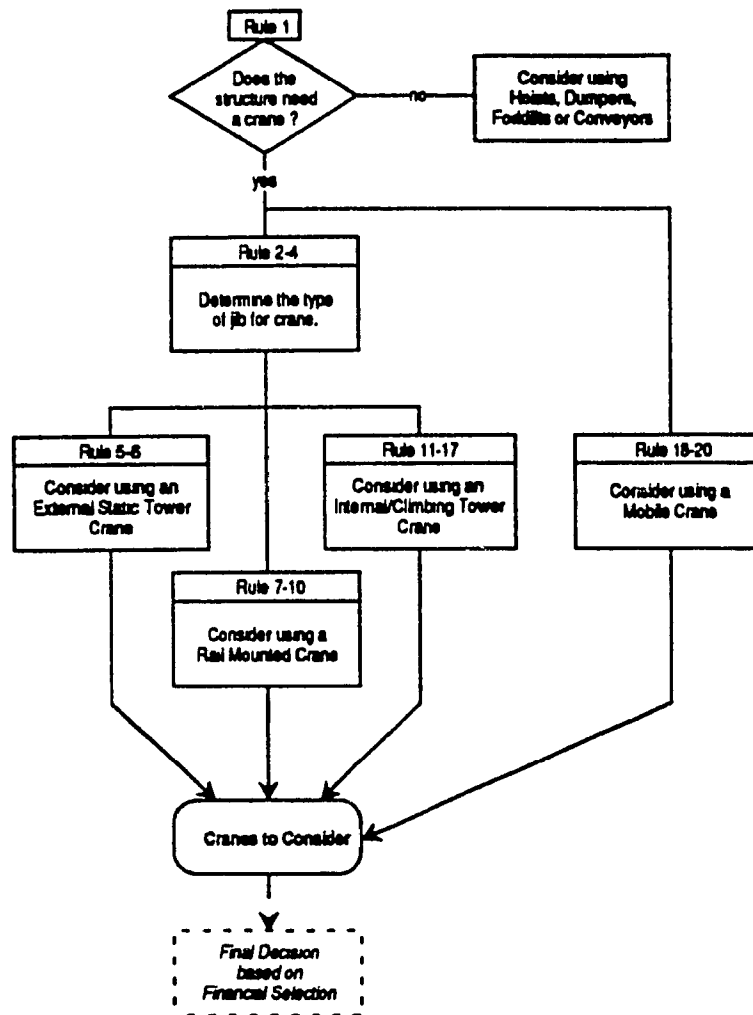 Rule 1
Does the
structure need
a crane ?
no
Consider using
Hoists, Dumpers,
Forklifts or Conveyors
yes
Rule 2-4
Determine the type
of jib for crane.
Rule 5-6
Consider using an
External Static Tower
Crane
Rule 11-17
Consider using an
Internal/Climbing Tower
Crane
Rule 18-20
Consider using a
Mobile Crane
Rule 7-10
Consider using a
Rail Mounted Crane
Cranes to Consider
Final Decision
based on
Financial Selection